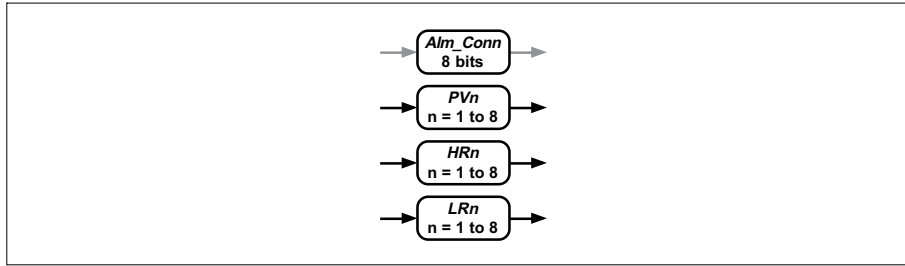 Alm_Conn
8 bits
PVn
n = 1 to 8
HRn
n = 1 to 8
LRn
n = 1 to 8